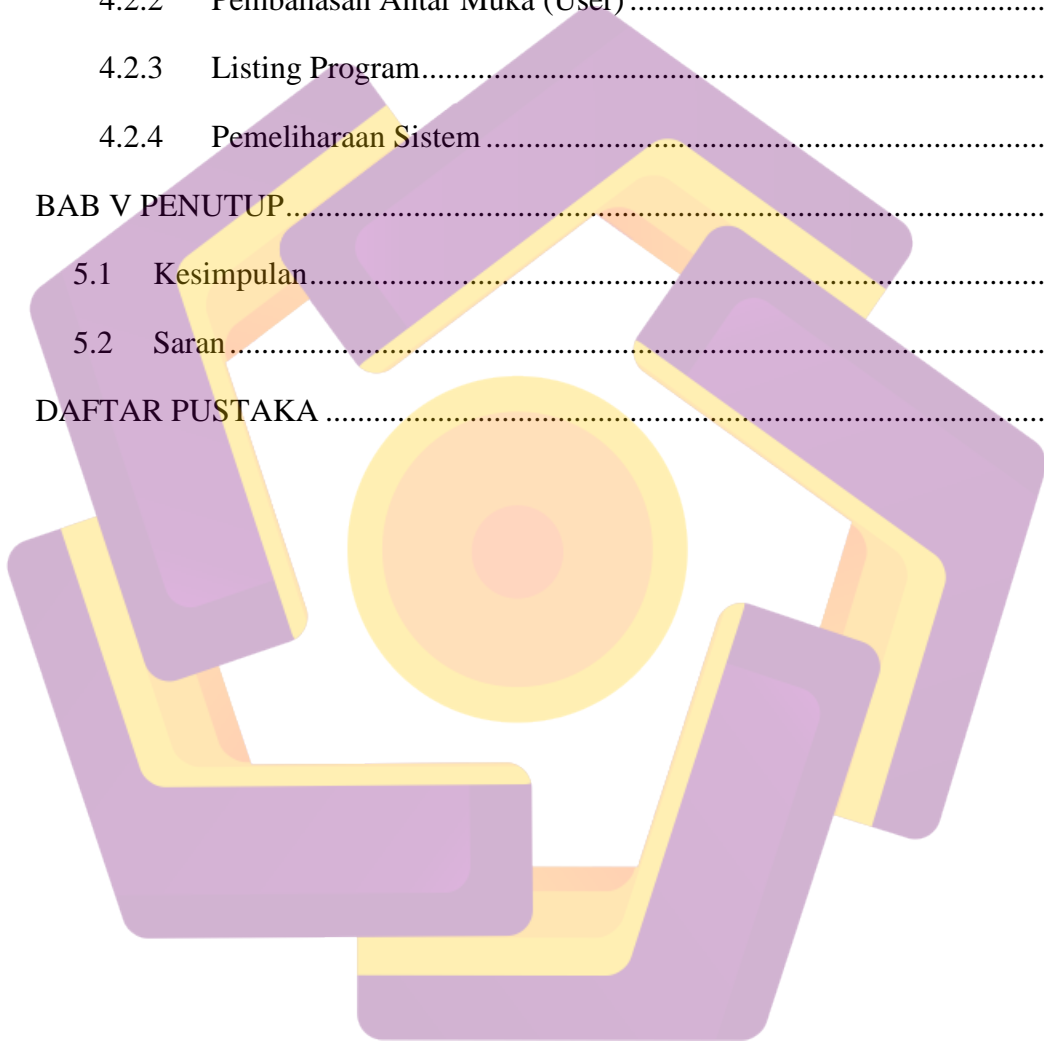 4.2.2 Pembahasan Antar Muka (User) ........................................................
4.2.3 Listing Program ........................................................
4.2.4 Pemeliharaan Sistem ........................................................
BAB V PENUTUP ........................................................
5.1 Kesimpulan ........................................................
5.2 Saran ........................................................
DAFTAR PUSTAKA ........................................................